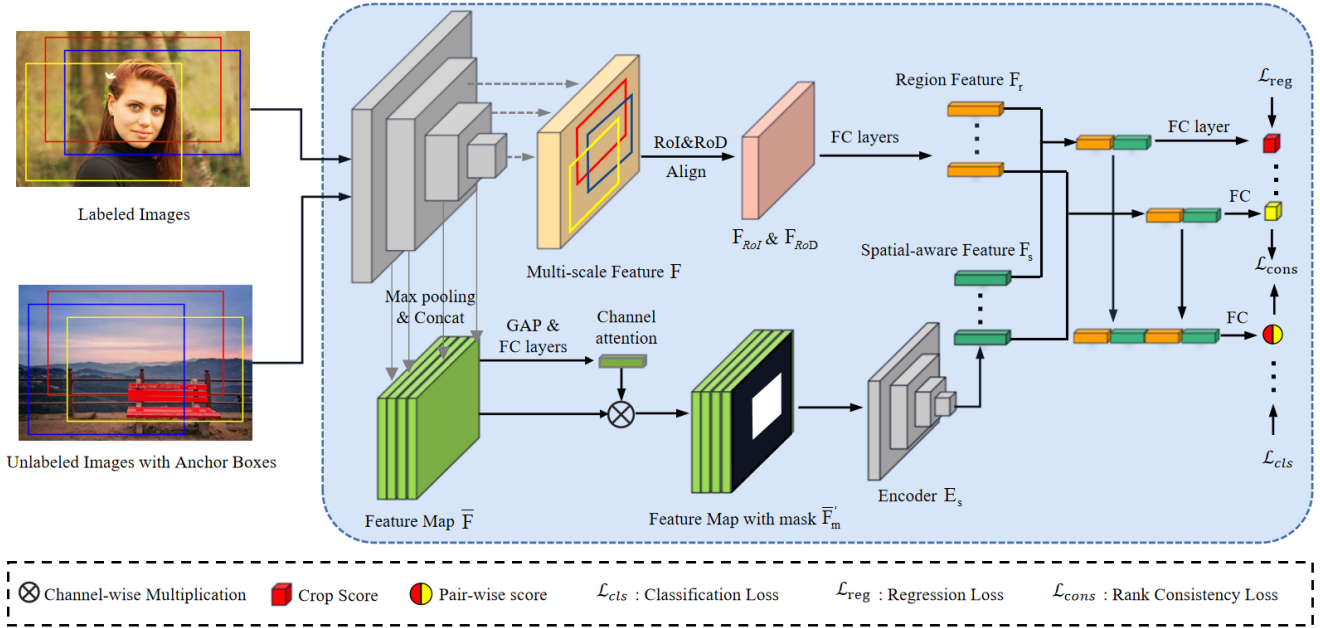 Labeled Images
Unlabeled Images with Anchor Boxes
Multi-scale Feature F
RoI&RoD
Align
F_RoI & F_RoD
FC layers
Region Feature F_r
FC layer
ℒ_reg
FC
ℒ_cons
FC
ℒ_cls
Spatial-aware Feature F_s
Max pooling
& Concat
GAP &
FC layers
Channel
attention
Feature Map F̅
Feature Map with mask F̅'_m
Encoder E_s
Channel-wise Multiplication
Crop Score
Pair-wise score
ℒ_cls : Classification Loss
ℒ_reg : Regression Loss
ℒ_cons : Rank Consistency Loss